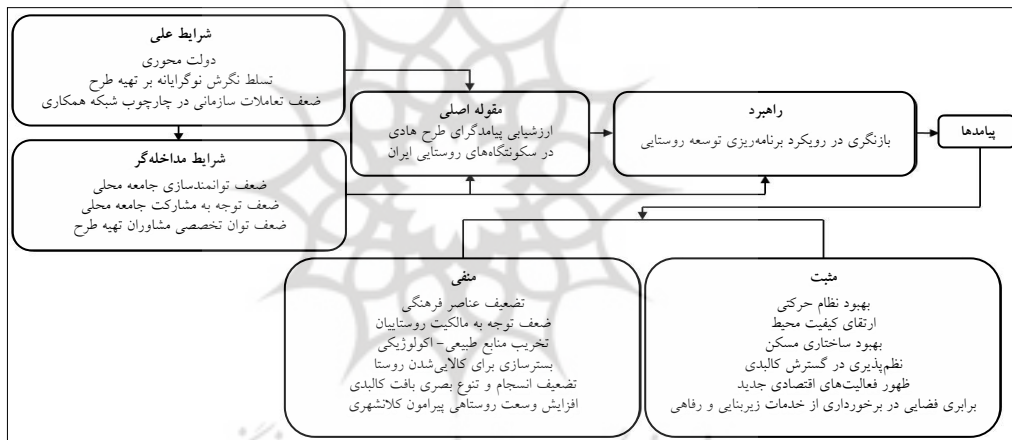 شرایط علی
دولت محوری
تسلط نگرش نوگرایانه بر تهیه طرح
ضعف تعاملات سازمانی در چارچوب شبکه همکاری
شرایط مداخله‌گر
ضعف توانمندسازی جامعه محلی
ضعف توجه به مشارکت جامعه محلی
ضعف توان تخصصی مشاوران تهیه طرح
مقوله اصلی
ارزشیابی پیامدگرای طرح هادی
در سکونتگاه‌های روستایی ایران
راهبرد
بازنگری در رویکرد برنامه‌ریزی توسعه روستایی
پیامدها
مثبت
بهبود نظام حرکتی
ارتقای کیفیت محیط
بهبود ساختاری مسکن
نظم‌پذیری در گسترش کالبدی
ظهور فعالیت‌های اقتصادی جدید
برابری فضایی در برخورداری از خدمات زیربنایی و رفاهی
منفی
تضعیف عناصر فرهنگی
ضعف توجه به مالکیت روستاییان
تخریب منابع طبیعی- اکولوژیکی
بسترسازی برای کالایی‌شدن روستا
تضعیف انسجام و تنوع بصری بافت کالبدی
افزایش وسعت روستاهی پیرامون کلانشهری